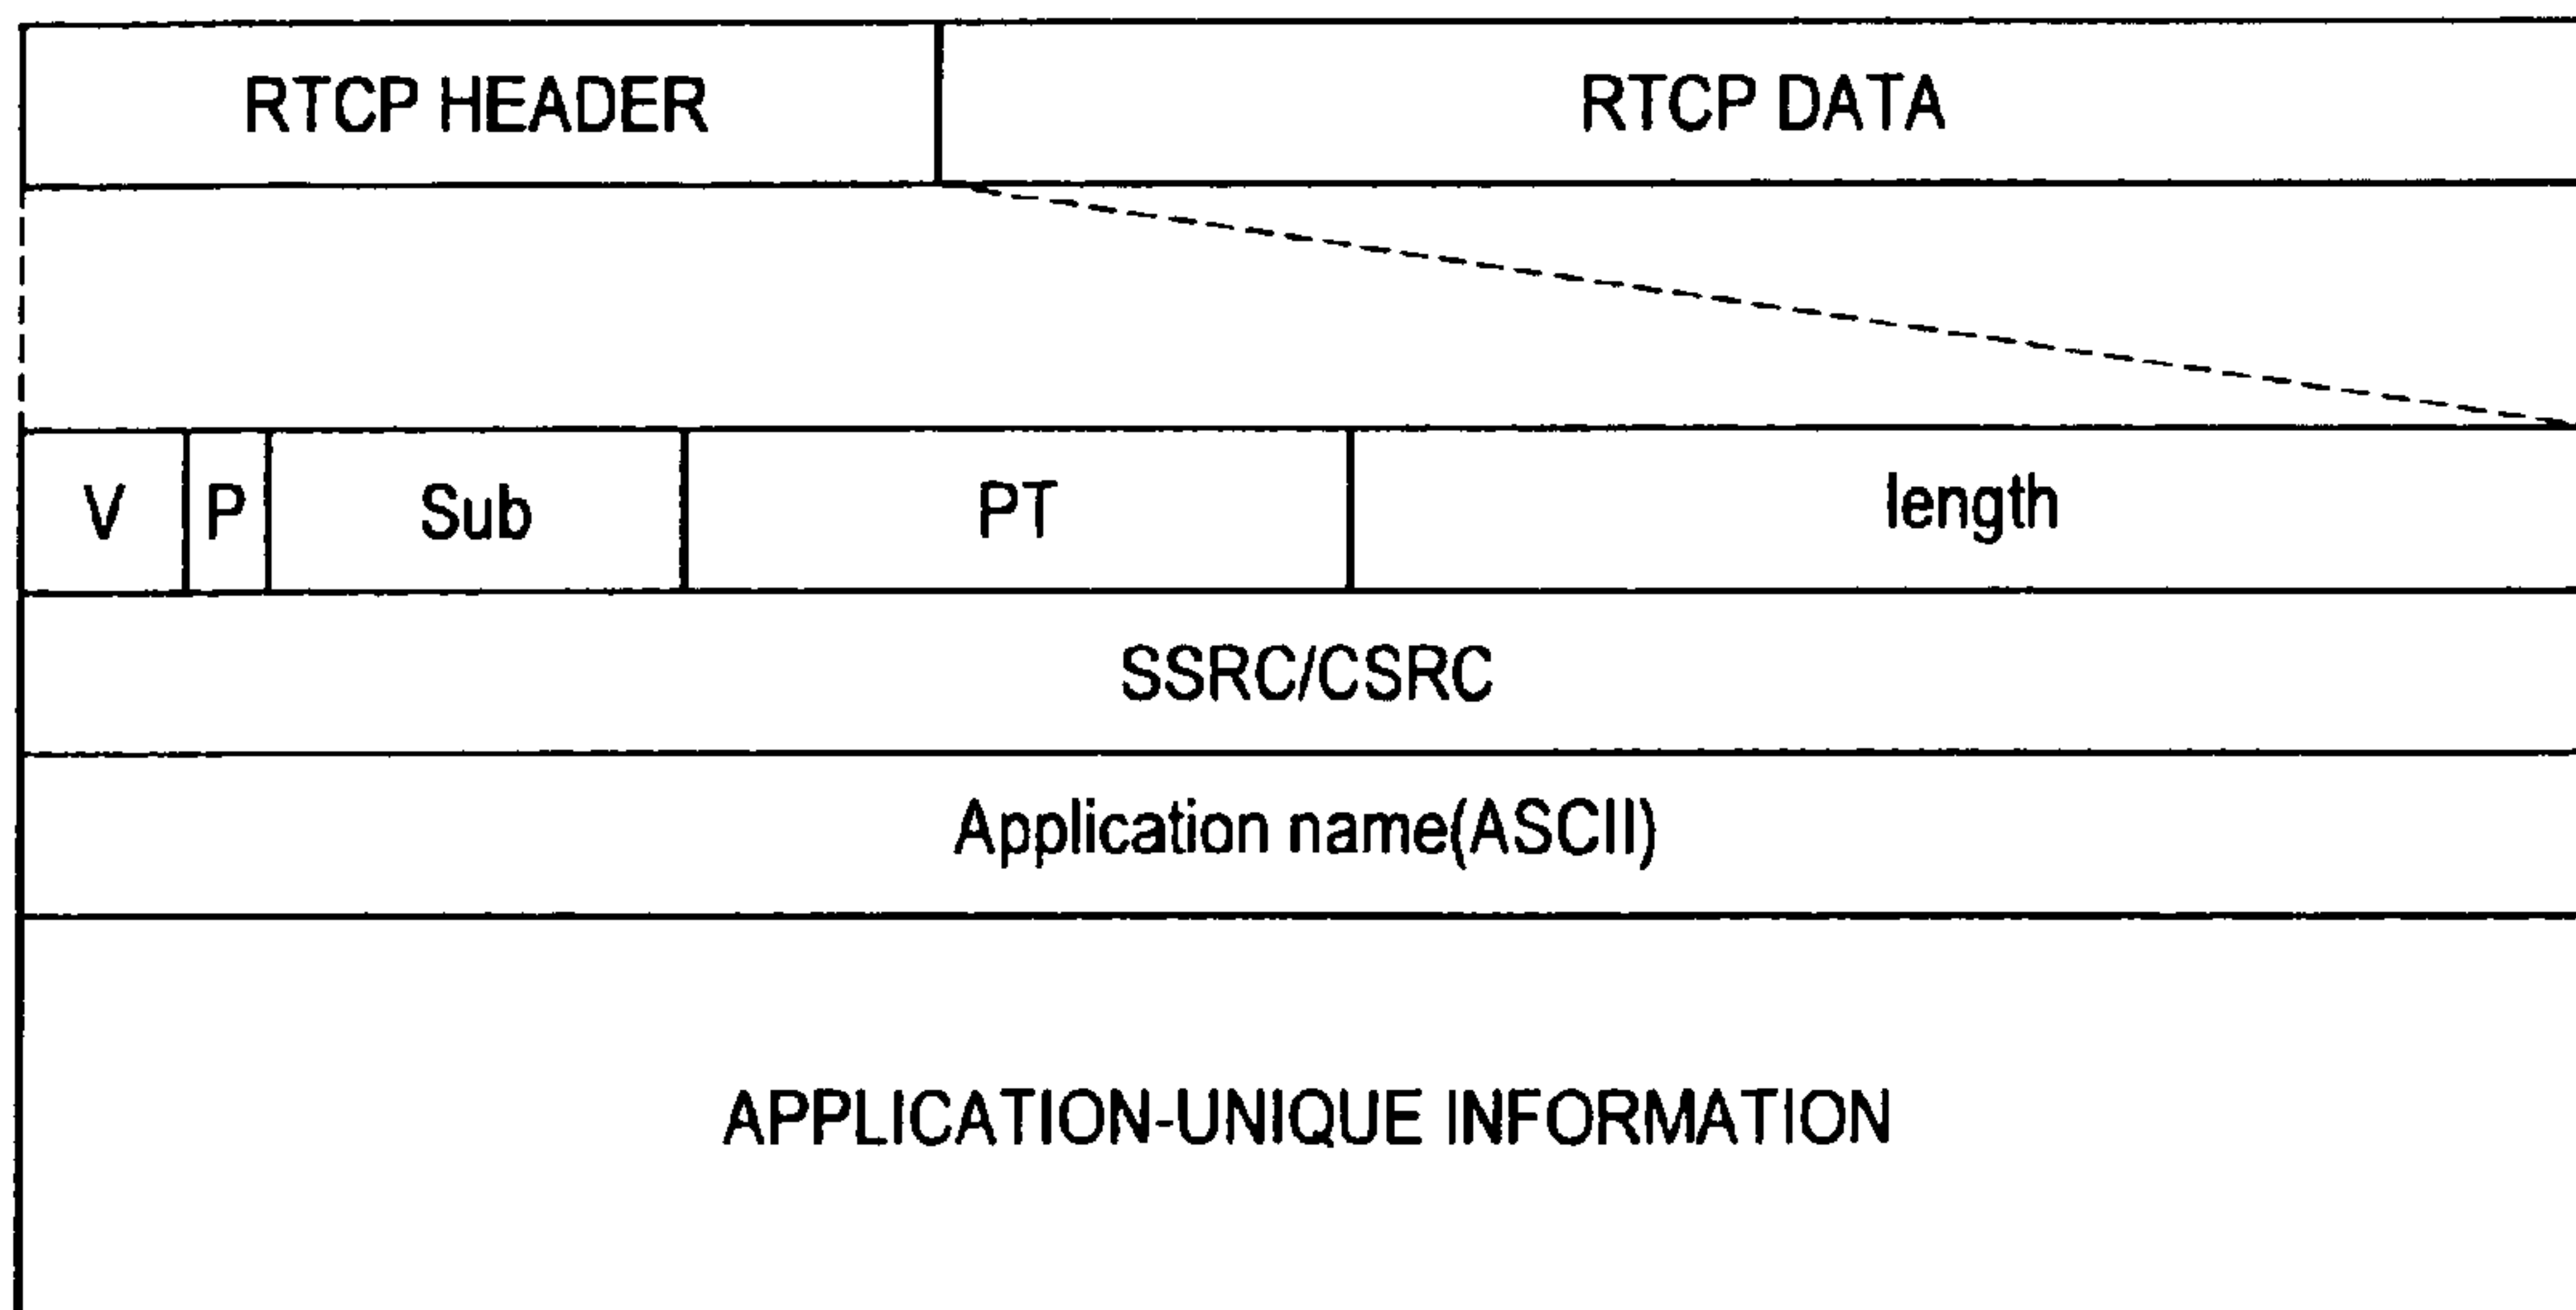 RTCP HEADER RTCP DATA
V P Sub PT length
SSRC/CSRC
Application name(ASCII)
APPLICATION-UNIQUE INFORMATION